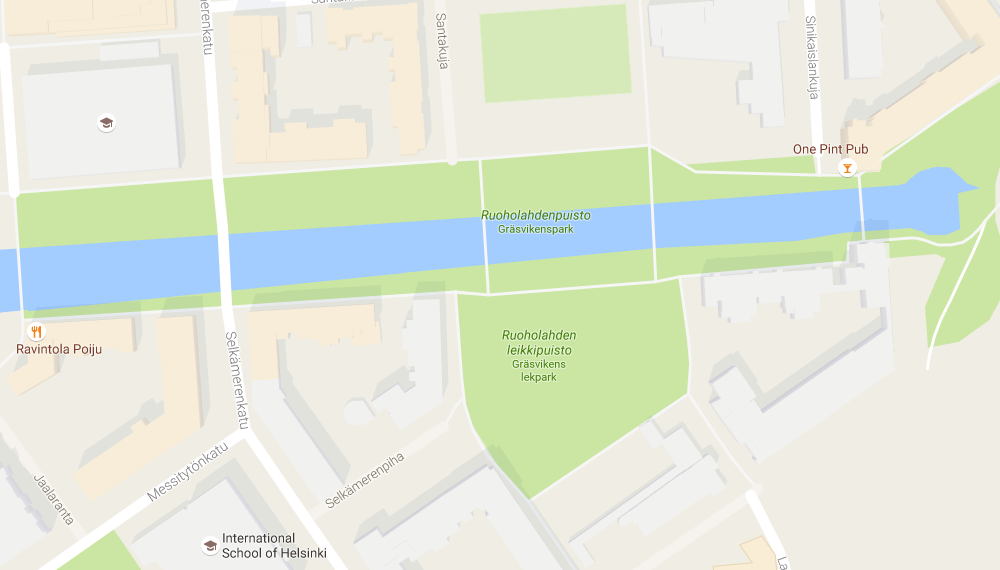 Santakuja
Sinikaislankuja
One Pint Pub
Ruoholahdenpuisto
Gräsvikenspark
Ravintola Poiju
Selkämerenkatu
Ruoholahden
leikkipuisto
Gräsvikens
lekpark
Messitytönkatu
Selkämerenpiha
Jaalaranta
International
School of Helsinki